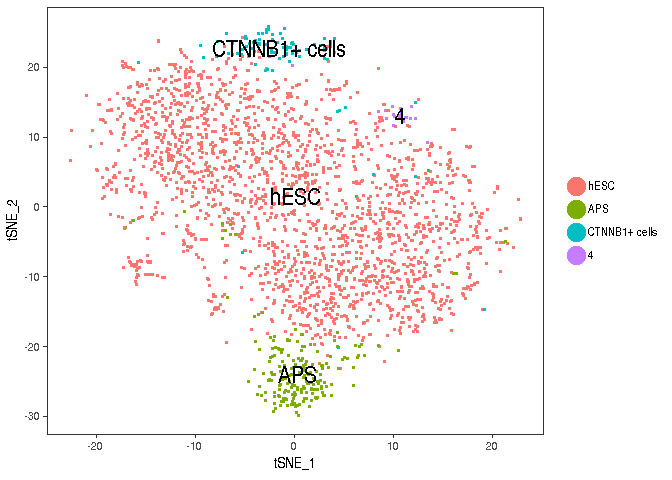 CTNNB1+ cells
20
4
10
hESC
tSNE_2
0
-10
-20
APS
-30
-20
-10
0
10
20
tSNE_1
hESC
APS
CTNNB1+ cells
4